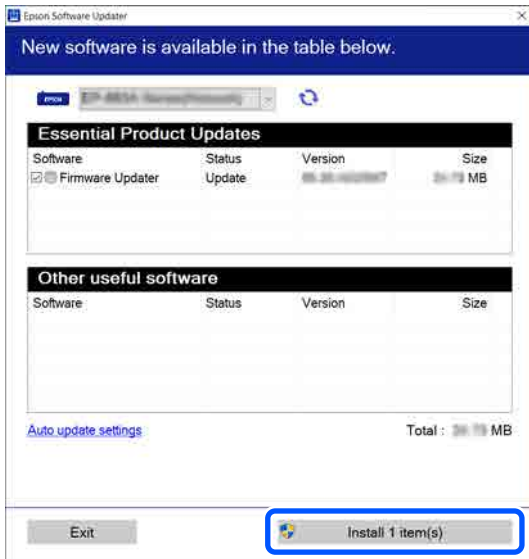 Epson Software Updater
New software is available in the table below.
EPSON
Essential Product Updates
Software Status Version Size
Firmware Updater Update MB
Other useful software
Software Status Version Size
Auto update settings Total : MB
Exit Install 1 item(s)